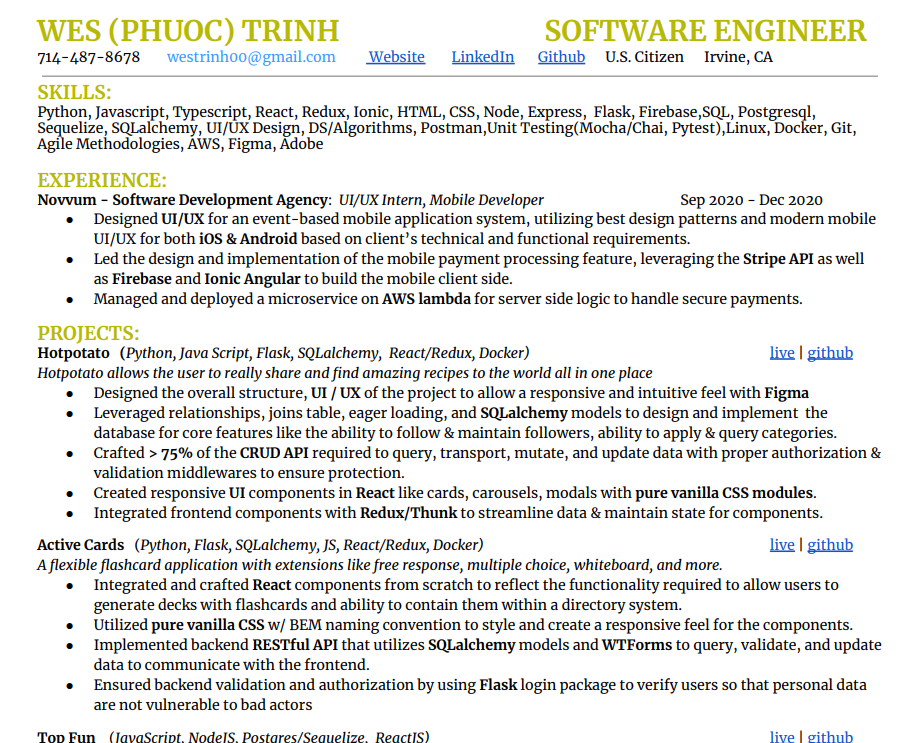 WES (PHUOC) TRINH SOFTWARE ENGINEER
714-487-8678 westrinh00@gmail.com Website LinkedIn Github U.S. Citizen Irvine, CA
SKILLS:
Python, Javascript, Typescript, React, Redux, Ionic, HTML, CSS, Node, Express, Flask, Firebase,SQL, Postgresql,
Sequelize, SQLalchemy, UI/UX Design, DS/Algorithms, Postman,Unit Testing(Mocha/Chai, Pytest),Linux, Docker, Git,
Agile Methodologies, AWS, Figma, Adobe
EXPERIENCE:
Novvum - Software Development Agency: UI/UX Intern, Mobile Developer Sep 2020 - Dec 2020
● Designed UI/UX for an event-based mobile application system, utilizing best design patterns and modern mobile
UI/UX for both iOS & Android based on client’s technical and functional requirements.
● Led the design and implementation of the mobile payment processing feature, leveraging the Stripe API as well
as Firebase and Ionic Angular to build the mobile client side.
● Managed and deployed a microservice on AWS lambda for server side logic to handle secure payments.
PROJECTS:
Hotpotato (Python, Java Script, Flask, SQLalchemy, React/Redux, Docker) live | github
Hotpotato allows the user to really share and find amazing recipes to the world all in one place
● Designed the overall structure, UI / UX of the project to allow a responsive and intuitive feel with Figma
● Leveraged relationships, joins table, eager loading, and SQLalchemy models to design and implement the
database for core features like the ability to follow & maintain followers, ability to apply & query categories.
● Crafted > 75% of the CRUD API required to query, transport, mutate, and update data with proper authorization &
validation middlewares to ensure protection.
● Created responsive UI components in React like cards, carousels, modals with pure vanilla CSS modules.
● Integrated frontend components with Redux/Thunk to streamline data & maintain state for components.
Active Cards (Python, Flask, SQLalchemy, JS, React/Redux, Docker) live | github
A flexible flashcard application with extensions like free response, multiple choice, whiteboard, and more.
● Integrated and crafted React components from scratch to reflect the functionality required to allow users to
generate decks with flashcards and ability to contain them within a directory system.
● Utilized pure vanilla CSS w/ BEM naming convention to style and create a responsive feel for the components.
● Implemented backend RESTful API that utilizes SQLalchemy models and WTForms to query, validate, and update
data to communicate with the frontend.
● Ensured backend validation and authorization by using Flask login package to verify users so that personal data
are not vulnerable to bad actors
Top Fun (JavaScript, NodeJS, Postgres/Sequelize, ReactJS) live | github